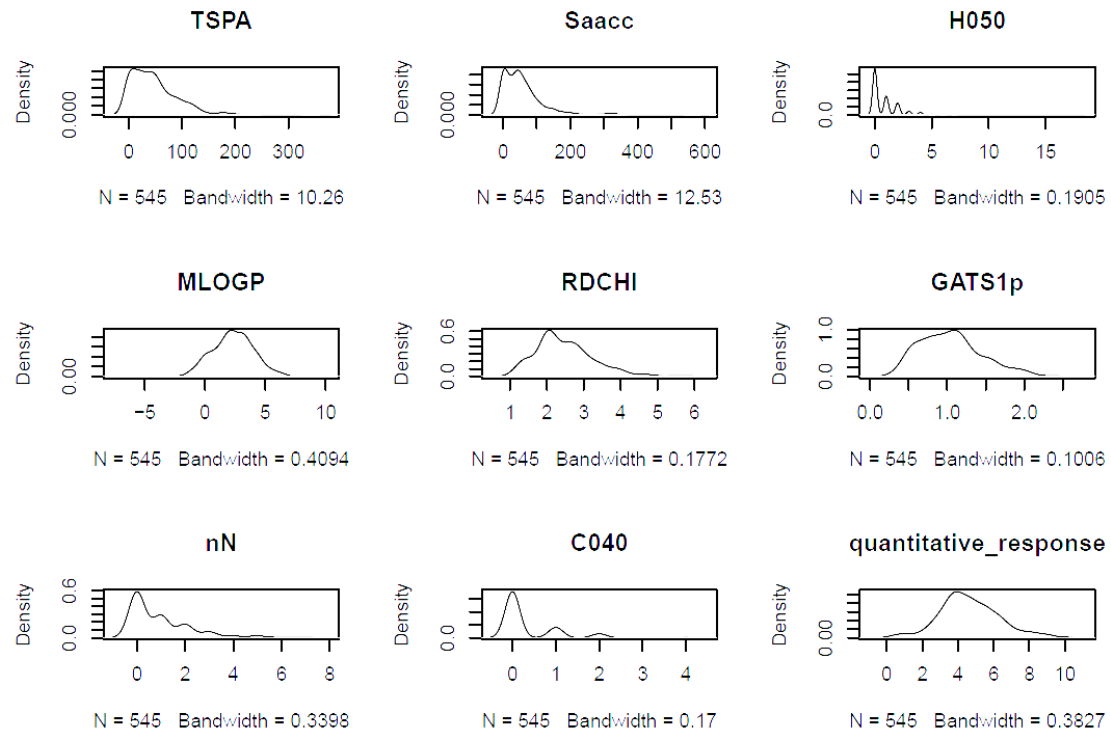 TSPA Saacc H050
Density 0.000 Density 0.000 Density 0.0
0 100 200 300 0 200 400 600 0 5 10 15
N = 545 Bandwidth = 10.26 N = 545 Bandwidth = 12.53 N = 545 Bandwidth = 0.1905
MLOGP RDCHI GATS1p
Density 0.00 Density 0.0 0.6 Density 0.0 1.0
−5 0 5 10 1 2 3 4 5 6 0.0 1.0 2.0
N = 545 Bandwidth = 0.4094 N = 545 Bandwidth = 0.1772 N = 545 Bandwidth = 0.1006
nN C040 quantitative_response
Density 0.0 0.6 Density 0.0 Density 0.00
0 2 4 6 8 0 1 2 3 4 0 2 4 6 8 10
N = 545 Bandwidth = 0.3398 N = 545 Bandwidth = 0.17 N = 545 Bandwidth = 0.3827